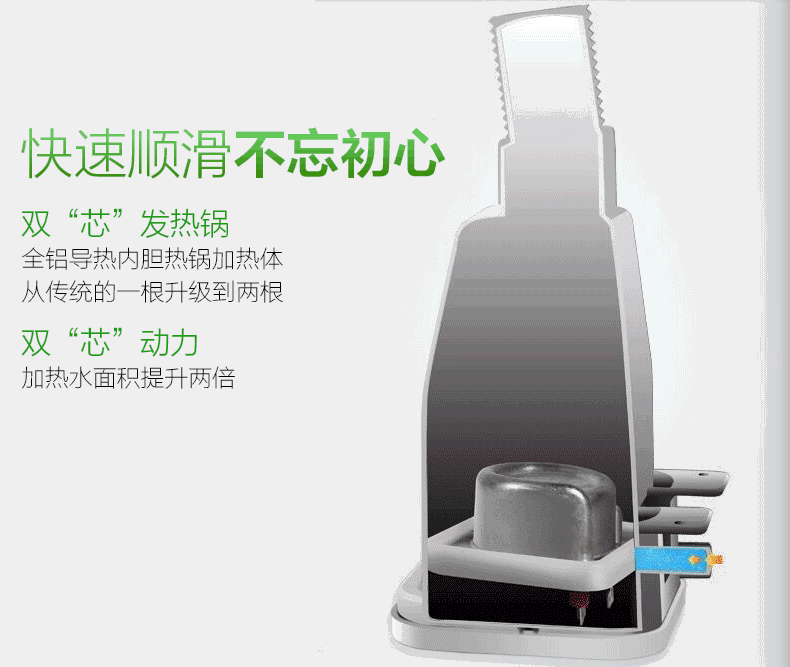 快速顺滑不忘初心
双“芯”发热锅
全铝导热内胆热锅加热体
从传统的一根升级到两根
双“芯”动力
加热水面积提升两倍